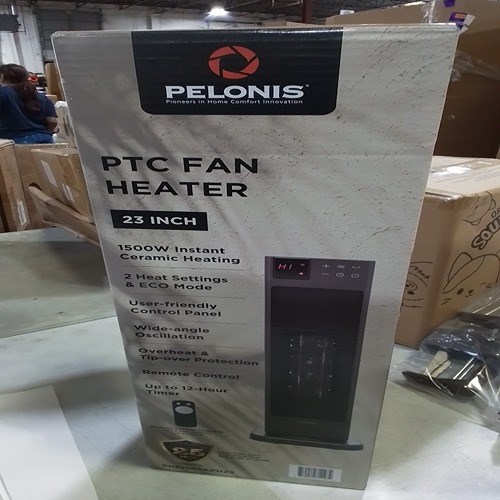 PELONIS
Pioneers in Home Comfort Innovation
PTC FAN
HEATER
23 INCH
1500W Instant
Ceramic Heating
2 Heat Settings
& ECO Mode
User-friendly
Control Panel
Wide-angle
Oscillation
Overheat &
Tip-over Protection
Remote Control
Up to 12-Hour
Timer
HI